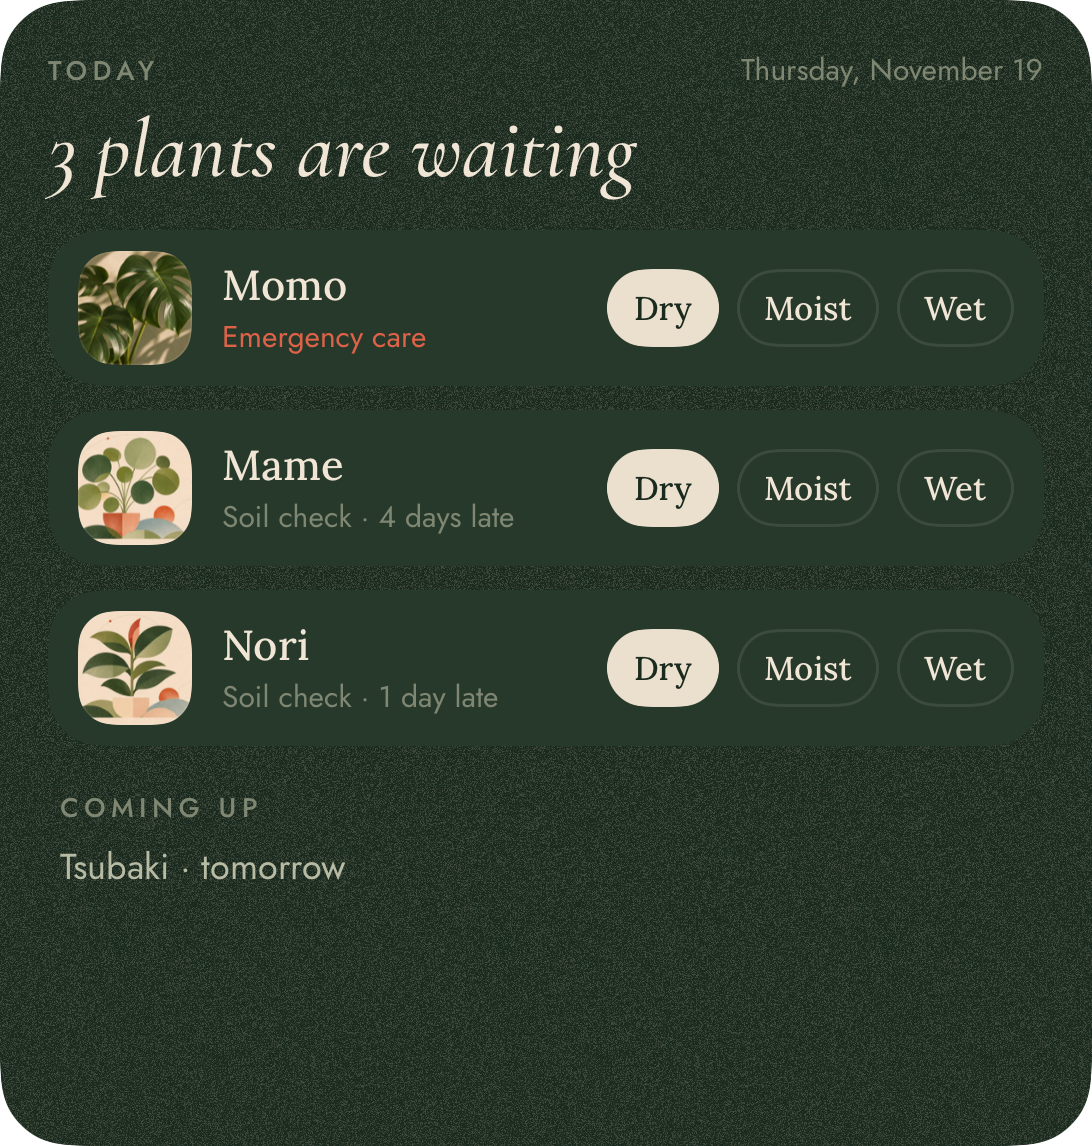 TODAY
Thursday, November 19
3 plants are waiting
Momo
Emergency care
Dry
Moist
Wet
Mame
Soil check · 4 days late
Dry
Moist
Wet
Nori
Soil check · 1 day late
Dry
Moist
Wet
COMING UP
Tsubaki · tomorrow